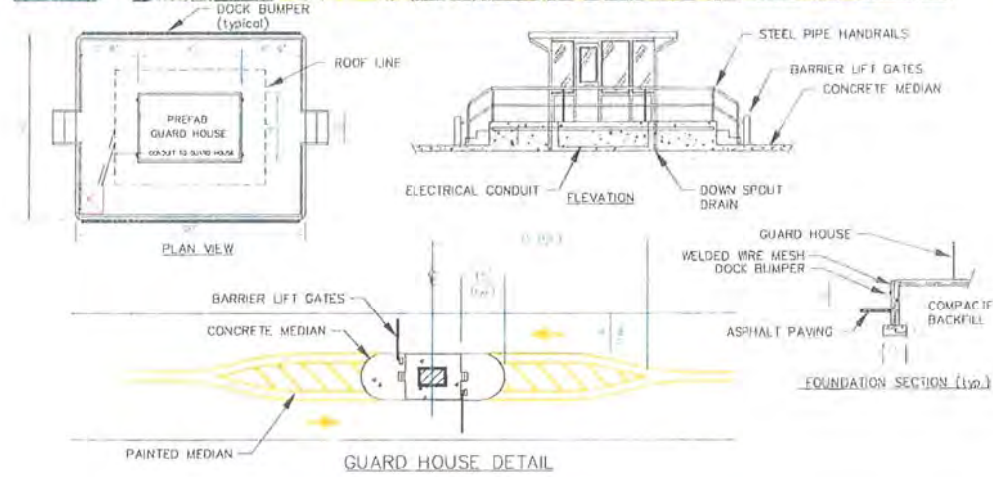 DOCK BUMPER
(typical)
ROOF LINE
PREFAB
GUARD HOUSE
CONDUIT TO GUARD HOUSE
PLAN VIEW
STEEL PIPE HANDRAILS
BARRIER LIFT GATES
CONCRETE MEDIAN
ELECTRICAL CONDUIT
ELEVATION
DOWN SPOUT
DRAIN
GUARD HOUSE
WELDED WIRE MESH
DOCK BUMPER
ASPHALT PAVING
BACKFILL
FOUNDATION SECTION (typ.)
BARRIER LIFT GATES
CONCRETE MEDIAN
PAINTED MEDIAN
GUARD HOUSE DETAIL